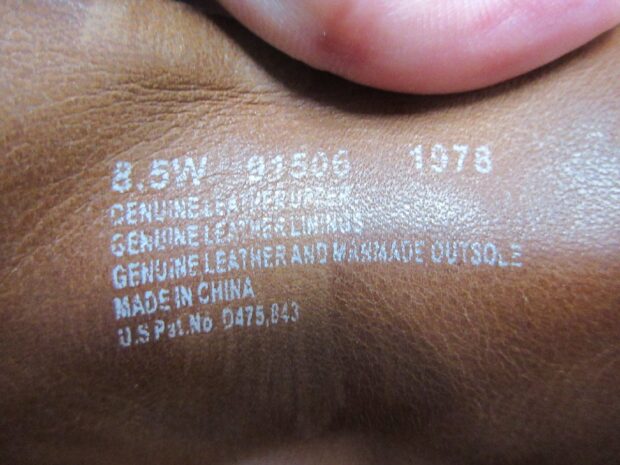 8.5W 91506 1978
GENUINE LEATHER UPPER
GENUINE LEATHER LININGS
GENUINE LEATHER AND MANMADE OUTSOLE
MADE IN CHINA
U.S Pat.No. D475,843